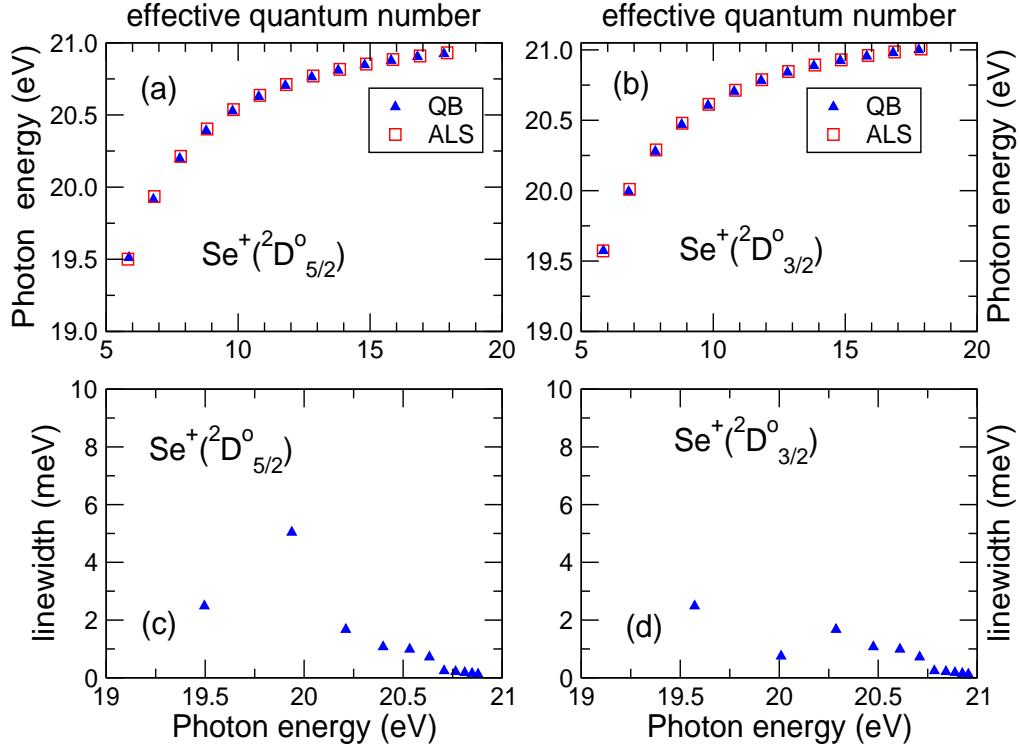 effective quantum number
effective quantum number
Photon energy (eV)
21.0
20.5
20.0
19.5
19.0
(a)
QB
ALS
Se⁺(²Dᵒ₅/₂)
5
10
15
20
21.0
20.5
20.0
19.5
19.0
(b)
QB
ALS
Se⁺(²Dᵒ₃/₂)
5
10
15
20
Photon energy (eV)
linewidth (meV)
10
8
6
4
2
0
Se⁺(²Dᵒ₅/₂)
(c)
19
19.5
20
20.5
21
Photon energy (eV)
10
8
6
4
2
0
Se⁺(²Dᵒ₃/₂)
(d)
19
19.5
20
20.5
21
Photon energy (eV)
linewidth (meV)